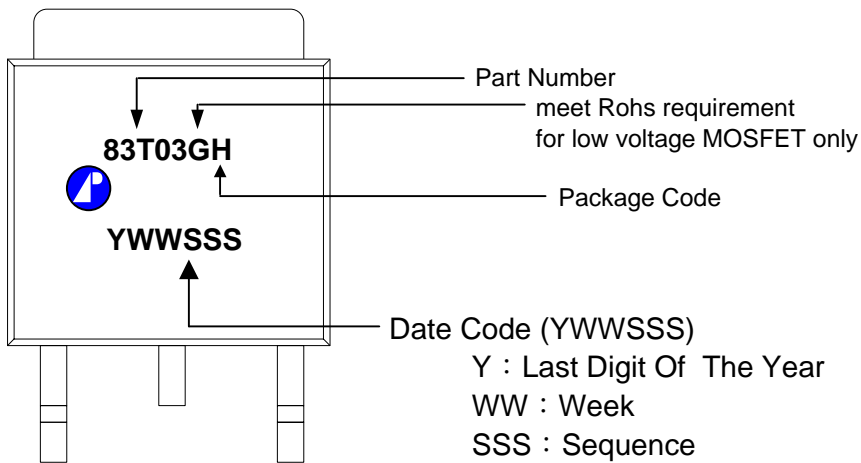 Part Number
meet Rohs requirement
for low voltage MOSFET only
83T03GH
Package Code
YWWSSS
Date Code (YWWSSS)
Y：Last Digit Of The Year
WW：Week
SSS：Sequence